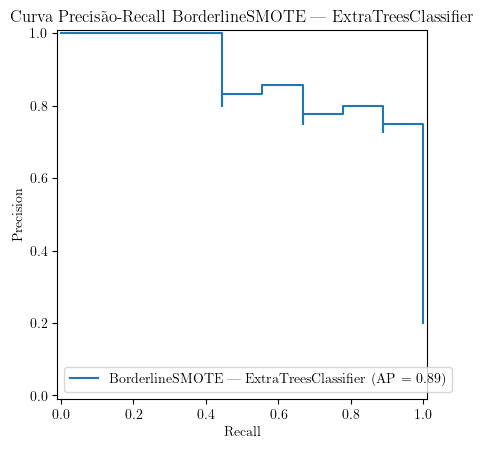 Curva Precisão-Recall BorderlineSMOTE — ExtraTreesClassifier
1.0
0.8
0.6
0.4
0.2
0.0
Precision
BorderlineSMOTE — ExtraTreesClassifier (AP = 0.89)
0.0 0.2 0.4 0.6 0.8 1.0
Recall